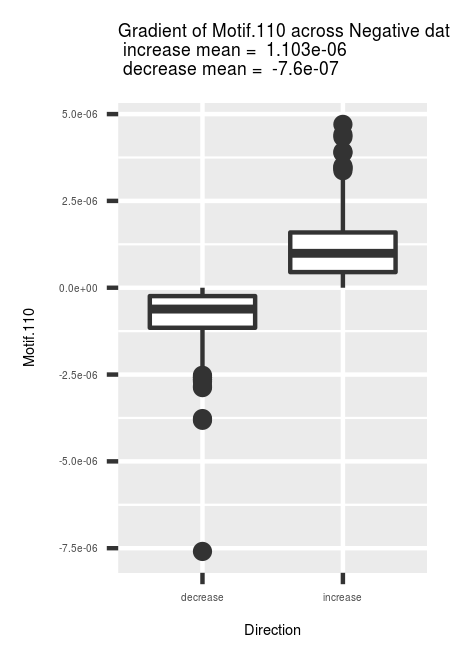 Gradient of Motif.110 across Negative dat
increase mean =  1.103e-06
decrease mean =  -7.6e-07
5.0e-06
2.5e-06
0.0e+00
-2.5e-06
-5.0e-06
-7.5e-06
Motif.110
decrease
increase
Direction